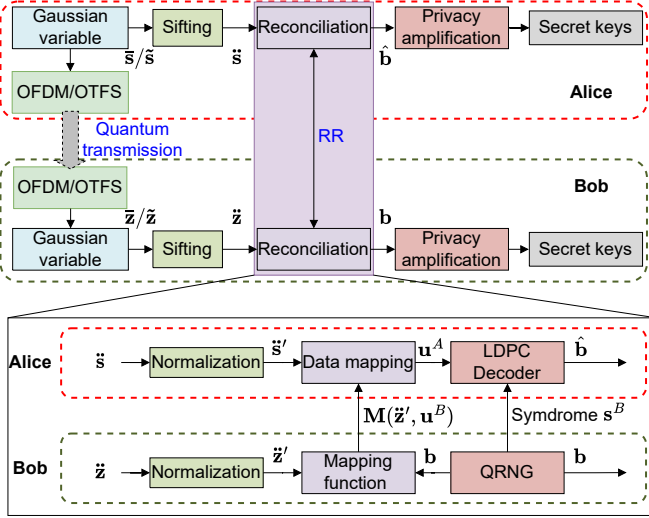 Gaussian variable
s̄/s̃
Sifting
s̈
Reconciliation
b̂
Privacy amplification
Secret keys
OFDM/OTFS
Alice
Quantum transmission
RR
OFDM/OTFS
Bob
Gaussian variable
z̄/z̃
Sifting
z̈
Reconciliation
b
Privacy amplification
Secret keys
Alice
s̈
Normalization
s̈′
Data mapping
u^A
LDPC Decoder
b̂
M(z̈′, u^B)
Symdrome s^B
Bob
z̈
Normalization
z̈′
Mapping function
b
QRNG
b